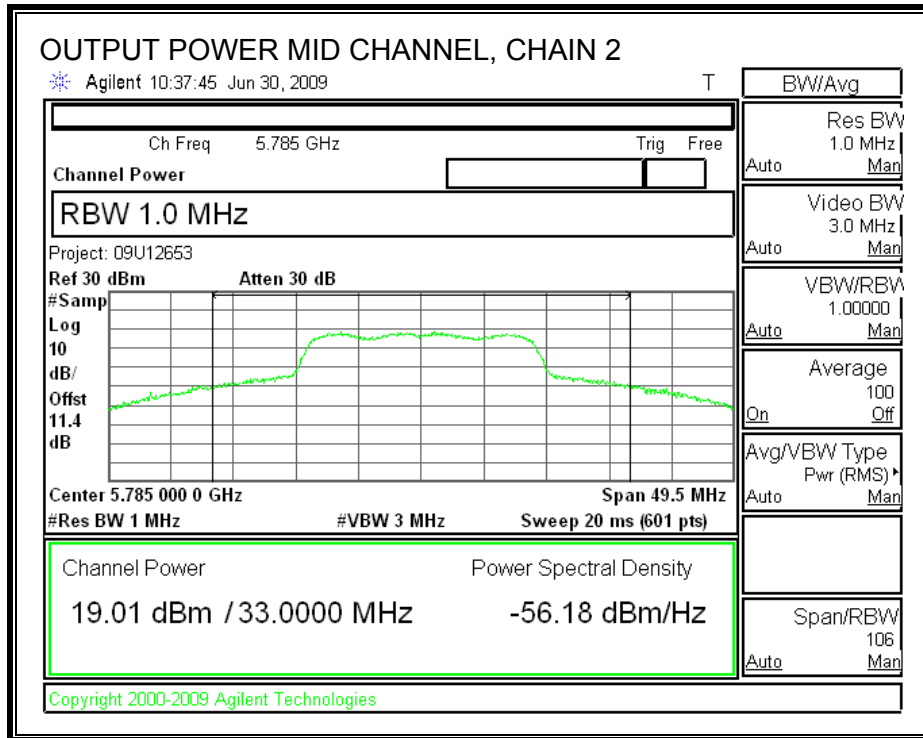 OUTPUT POWER MID CHANNEL, CHAIN 2
Agilent 10:37:45 Jun 30, 2009 T
Ch Freq 5.785 GHz Trig Free
Channel Power
RBW 1.0 MHz
Project: 09U12653
Ref 30 dBm Atten 30 dB
#Samp
Log
10
dB/
Offst
11.4
dB
Center 5.785 000 0 GHz Span 49.5 MHz
#Res BW 1 MHz #VBW 3 MHz Sweep 20 ms (601 pts)
Channel Power Power Spectral Density
19.01 dBm / 33.0000 MHz -56.18 dBm/Hz
Copyright 2000-2009 Agilent Technologies
BW/Avg
Res BW
1.0 MHz
Auto Man
Video BW
3.0 MHz
Auto Man
VBW/RBW
1.00000
Auto Man
Average
100
On Off
Avg/VBW Type
Pwr (RMS)
Auto Man
Span/RBW
106
Auto Man